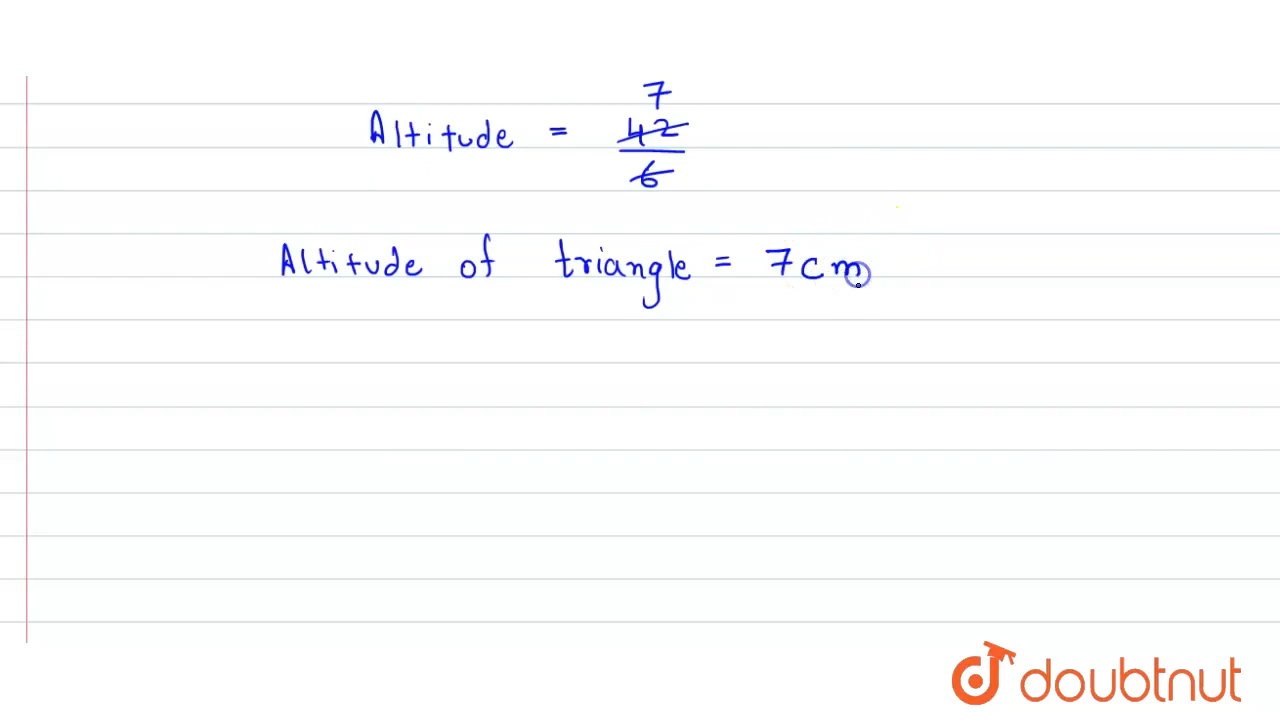 7
Altitude = 42
6
Altitude of triangle = 7cm
doubtnut